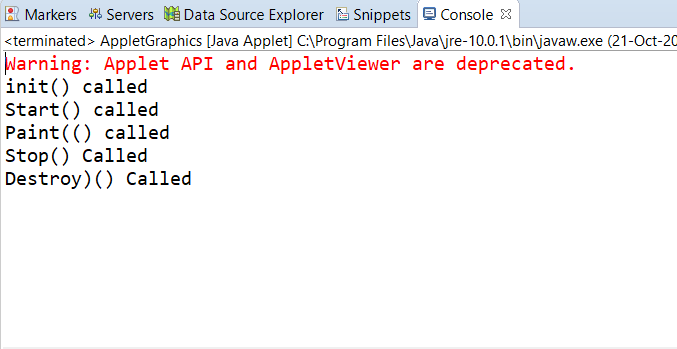 Markers Servers Data Source Explorer Snippets Console
<terminated> AppletGraphics [Java Applet] C:\Program Files\Java\jre-10.0.1\bin\javaw.exe (21-Oct-20
Warning: Applet API and AppletViewer are deprecated.
init() called
Start() called
Paint(() called
Stop() Called
Destroy)() Called